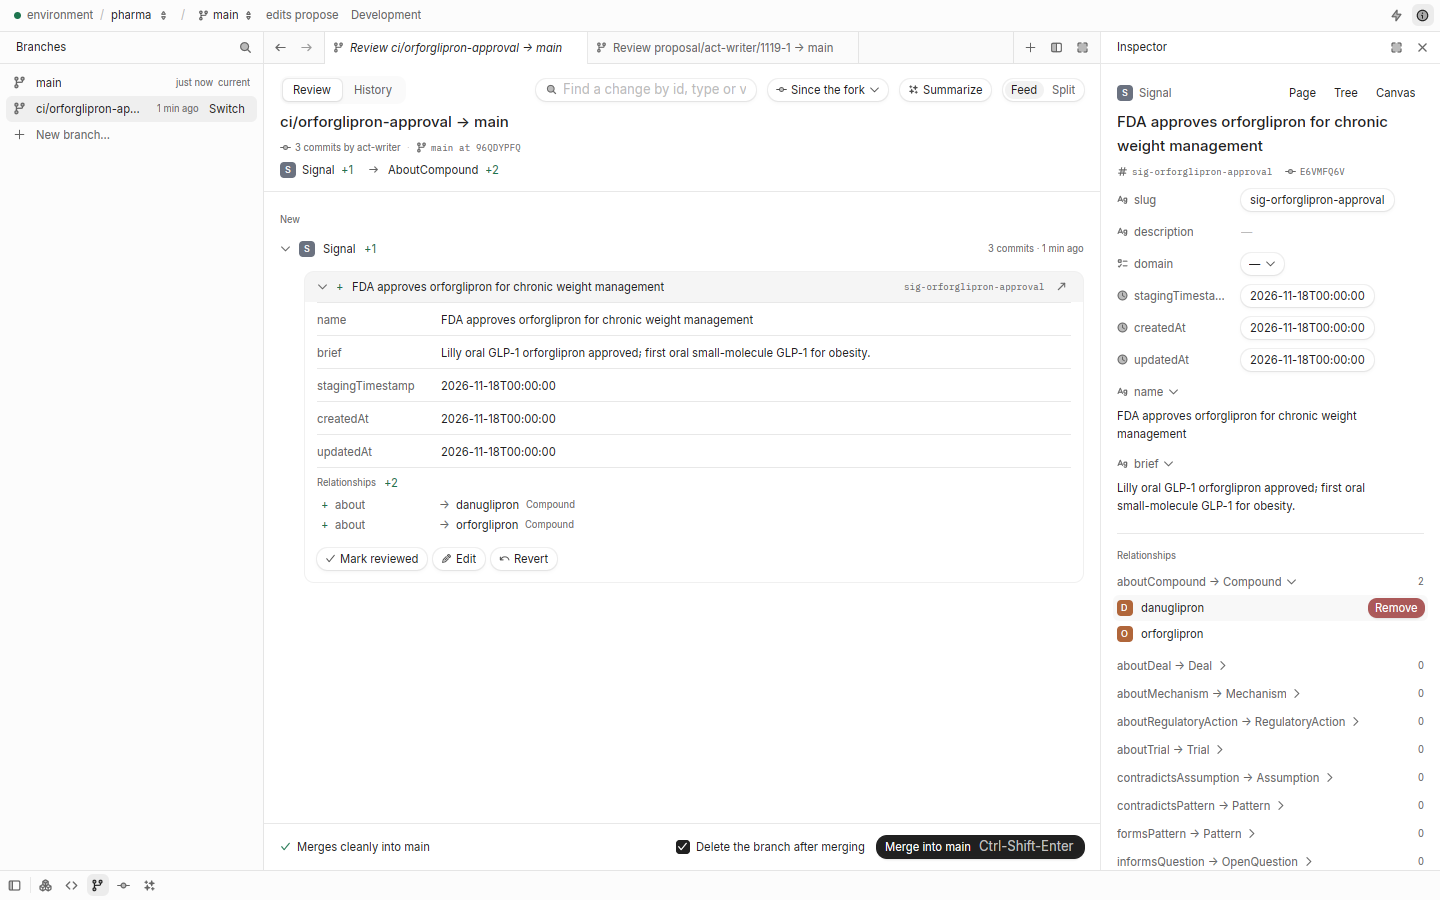 environment / pharma / main edits propose Development
Branches
main just now current
ci/orforglipron-ap... 1 min ago Switch
New branch...
Review ci/orforglipron-approval → main
Review proposal/act-writer/1119-1 → main
Review History
Find a change by id, type or v
Since the fork
Summarize
Feed Split
ci/orforglipron-approval → main
3 commits by act-writer · main at 96QDYPFQ
S Signal +1 → AboutCompound +2
New
S Signal +1 3 commits · 1 min ago
+ FDA approves orforglipron for chronic weight management sig-orforglipron-approval
name FDA approves orforglipron for chronic weight management
brief Lilly oral GLP-1 orforglipron approved; first oral small-molecule GLP-1 for obesity.
stagingTimestamp 2026-11-18T00:00:00
createdAt 2026-11-18T00:00:00
updatedAt 2026-11-18T00:00:00
Relationships +2
+ about → danuglipron Compound
+ about → orforglipron Compound
Mark reviewed Edit Revert
Merges cleanly into main
Delete the branch after merging
Merge into main Ctrl-Shift-Enter
Inspector
S Signal Page Tree Canvas
FDA approves orforglipron for chronic
weight management
# sig-orforglipron-approval E6VMFQ6V
Ag slug sig-orforglipron-approval
Ag description —
domain —
stagingTimesta... 2026-11-18T00:00:00
createdAt 2026-11-18T00:00:00
updatedAt 2026-11-18T00:00:00
Ag name
FDA approves orforglipron for chronic weight
management
Ag brief
Lilly oral GLP-1 orforglipron approved; first oral
small-molecule GLP-1 for obesity.
Relationships
aboutCompound → Compound 2
D danuglipron Remove
O orforglipron
aboutDeal → Deal 0
aboutMechanism → Mechanism 0
aboutRegulatoryAction → RegulatoryAction 0
aboutTrial → Trial 0
contradictsAssumption → Assumption 0
contradictsPattern → Pattern 0
formsPattern → Pattern 0
informsQuestion → OpenQuestion 0